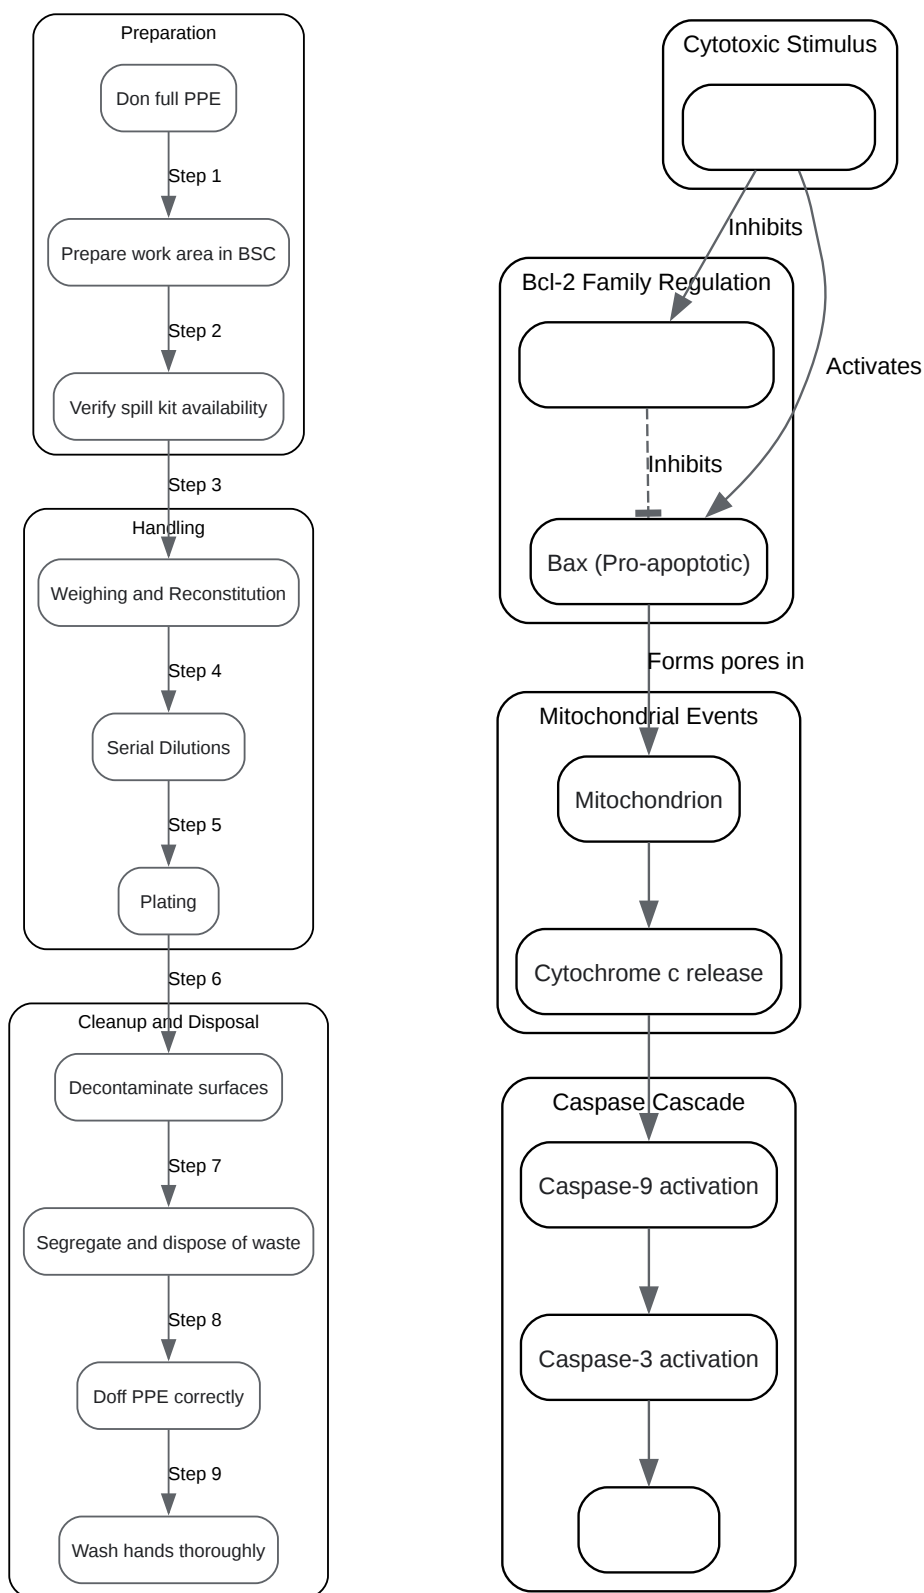 Preparation
Don full PPE
Step 1
Prepare work area in BSC
Step 2
Verify spill kit availability
Step 3
Handling
Weighing and Reconstitution
Step 4
Serial Dilutions
Step 5
Plating
Step 6
Cleanup and Disposal
Decontaminate surfaces
Step 7
Segregate and dispose of waste
Step 8
Doff PPE correctly
Step 9
Wash hands thoroughly
Cytotoxic Stimulus
Inhibits
Bcl-2 Family Regulation
Activates
Inhibits
Bax (Pro-apoptotic)
Forms pores in
Mitochondrial Events
Mitochondrion
Cytochrome c release
Caspase Cascade
Caspase-9 activation
Caspase-3 activation